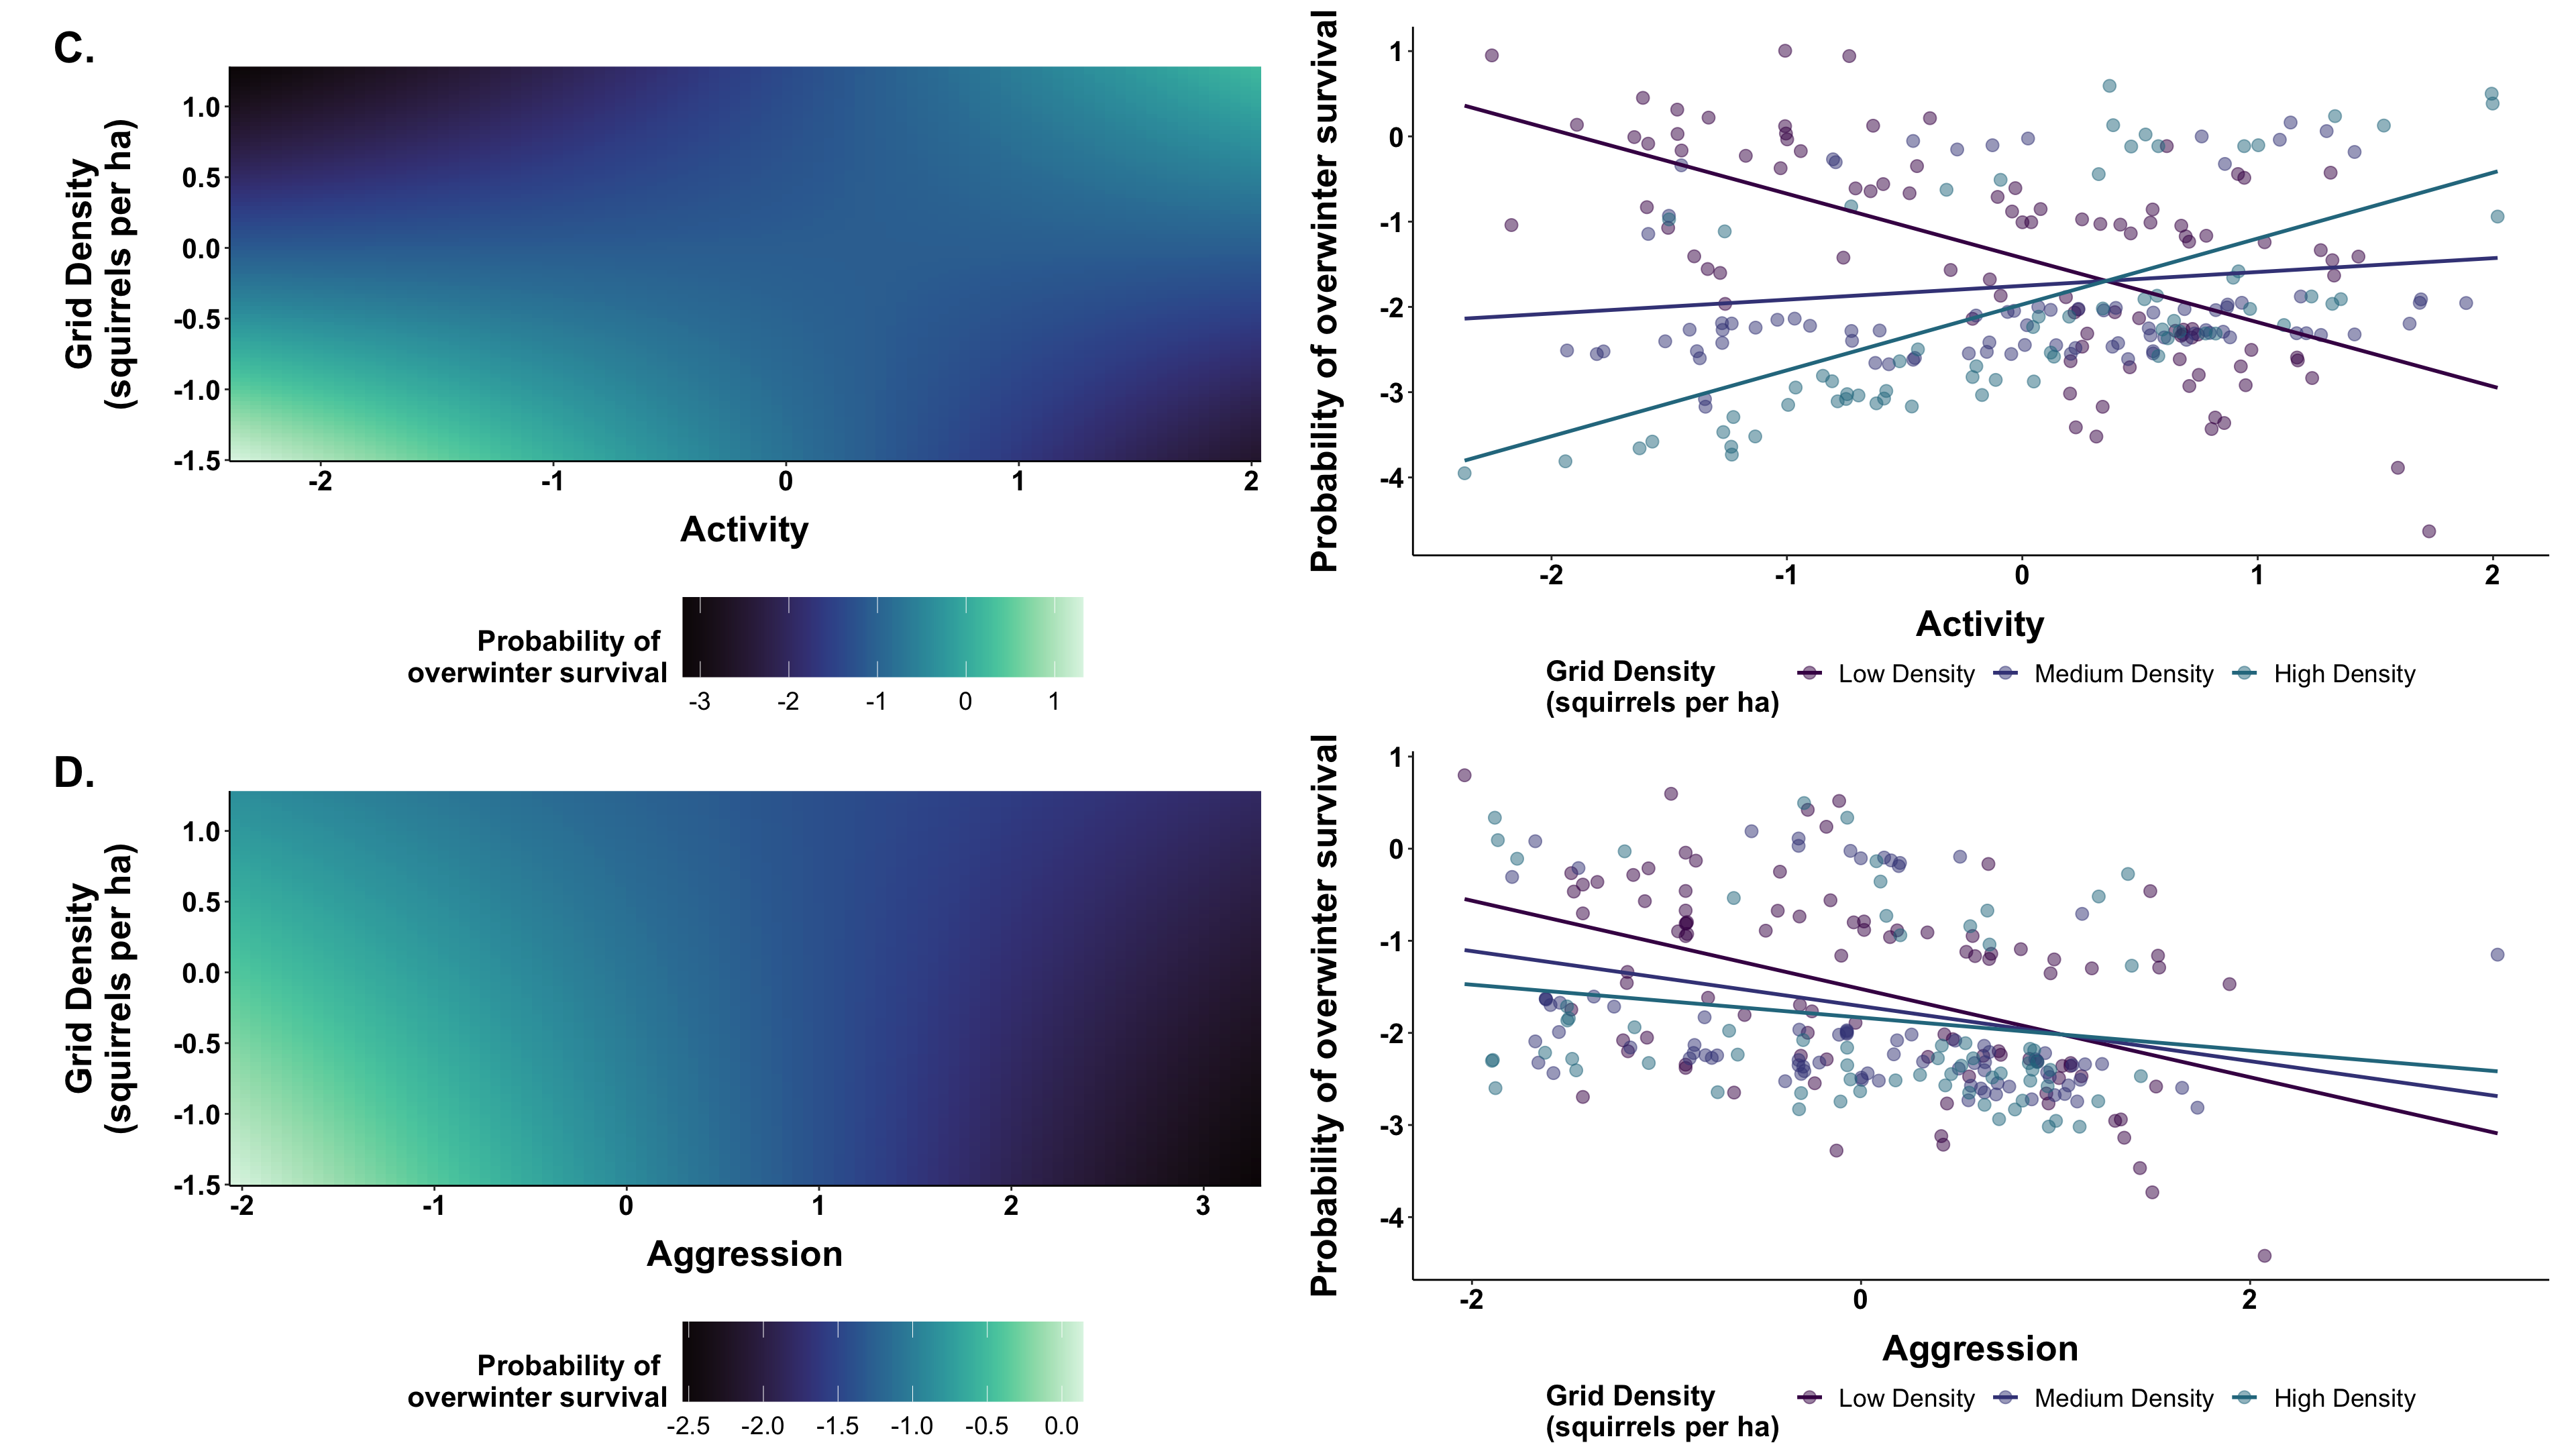 C.
Grid Density
(squirrels per ha)
1.0
0.5
0.0
-0.5
-1.0
-1.5
-2 -1 0 1 2
Activity
Probability of
overwinter survival
-3 -2 -1 0 1
Probability of overwinter survival
1
0
-1
-2
-3
-4
-2 -1 0 1 2
Activity
Grid Density
(squirrels per ha)
Low Density Medium Density High Density
D.
Grid Density
(squirrels per ha)
1.0
0.5
0.0
-0.5
-1.0
-1.5
-2 -1 0 1 2 3
Aggression
Probability of
overwinter survival
-2.5 -2.0 -1.5 -1.0 -0.5 0.0
Probability of overwinter survival
1
0
-1
-2
-3
-4
-2 0 2
Aggression
Grid Density
(squirrels per ha)
Low Density Medium Density High Density